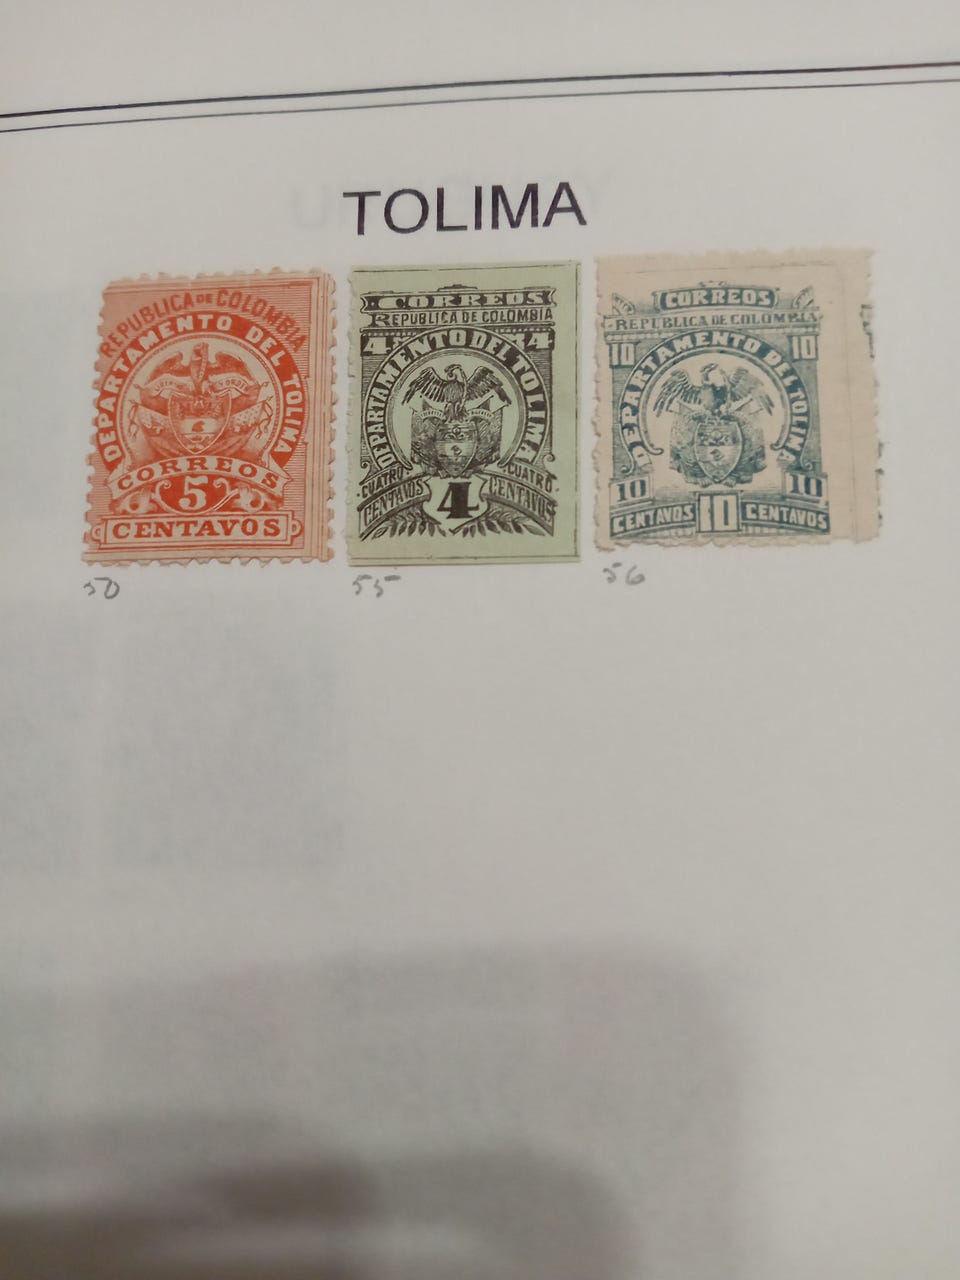 TOLIMA
REPUBLICA DE COLOMBIA
DEPARTAMENTO DEL TOLIMA
CORREOS
5
CENTAVOS
50
CORREOS
REPUBLICA DE COLOMBIA
4 4
DEPARTAMENTO DEL TOLIMA
CUATRO CUATRO
CENTAVOS 4 CENTAVOS
55
CORREOS
REPUBLICA DE COLOMBIA
10 10
DEPARTAMENTO DEL TOLIMA
10 10
CENTAVOS 10 CENTAVOS
56